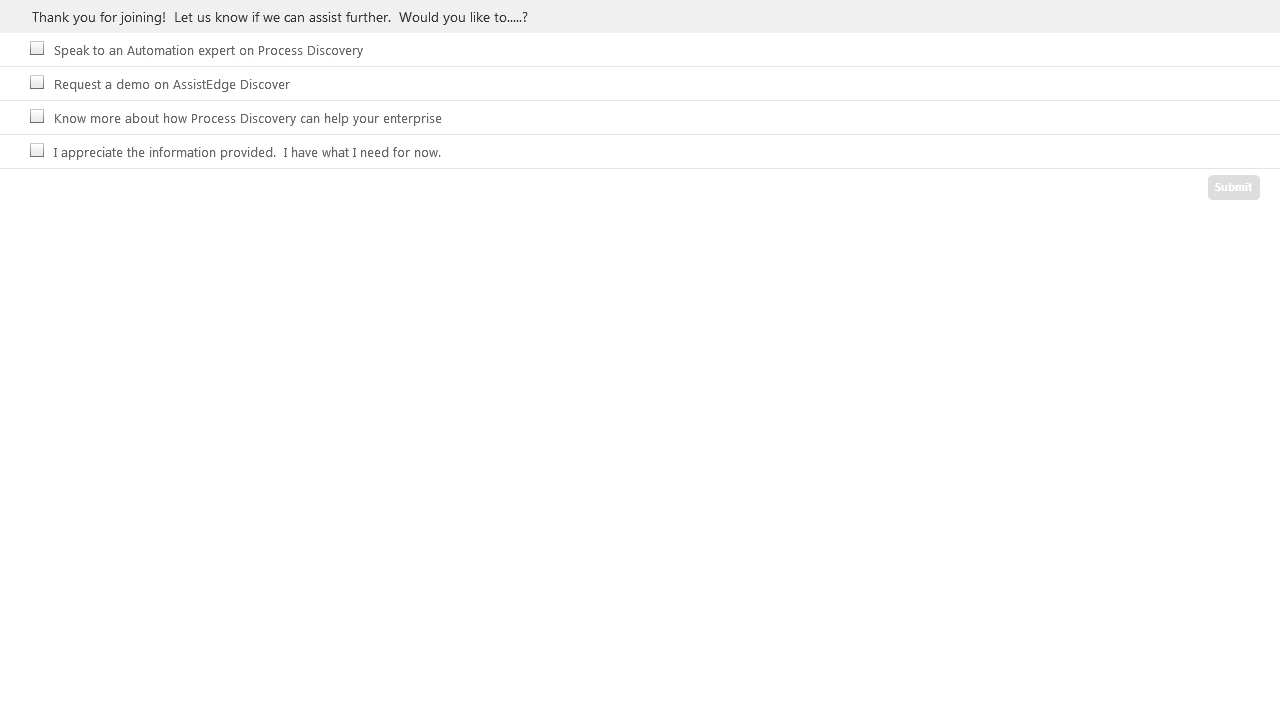 Thank you for joining!  Let us know if we can assist further.  Would you like to.....?
Speak to an Automation expert on Process Discovery
Request a demo on AssistEdge Discover
Know more about how Process Discovery can help your enterprise
I appreciate the information provided.  I have what I need for now.
Submit